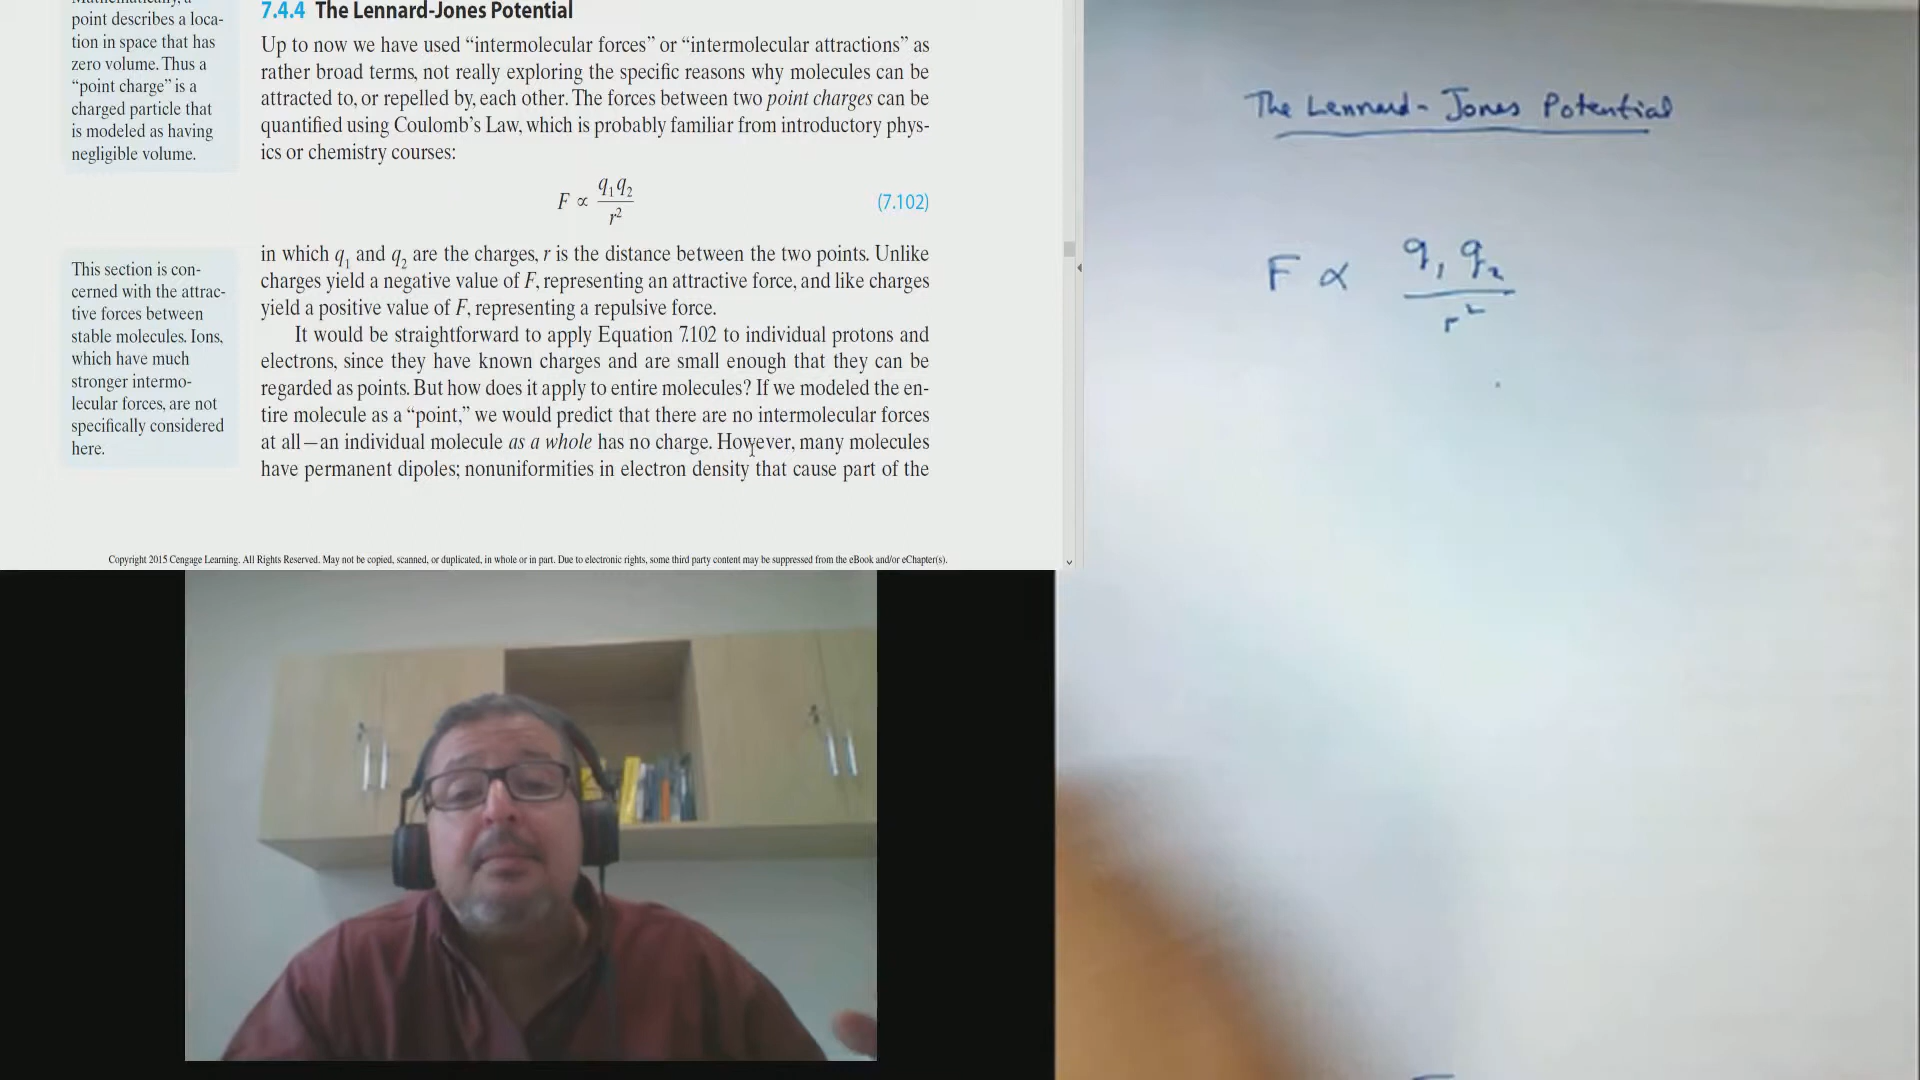 Mathematically, a
point describes a loca-
tion in space that has
zero volume. Thus a
“point charge” is a
charged particle that
is modeled as having
negligible volume.
This section is con-
cerned with the attrac-
tive forces between
stable molecules. Ions,
which have much
stronger intermo-
lecular forces, are not
specifically considered
here.
7.4.4 The Lennard-Jones Potential
Up to now we have used “intermolecular forces” or “intermolecular attractions” as
rather broad terms, not really exploring the specific reasons why molecules can be
attracted to, or repelled by, each other. The forces between two point charges can be
quantified using Coulomb’s Law, which is probably familiar from introductory phys-
ics or chemistry courses:
F ∝ q₁q₂ / r² (7.102)
in which q₁ and q₂ are the charges, r is the distance between the two points. Unlike
charges yield a negative value of F, representing an attractive force, and like charges
yield a positive value of F, representing a repulsive force.
It would be straightforward to apply Equation 7.102 to individual protons and
electrons, since they have known charges and are small enough that they can be
regarded as points. But how does it apply to entire molecules? If we modeled the en-
tire molecule as a “point,” we would predict that there are no intermolecular forces
at all—an individual molecule as a whole has no charge. However, many molecules
have permanent dipoles; nonuniformities in electron density that cause part of the
Copyright 2015 Cengage Learning. All Rights Reserved. May not be copied, scanned, or duplicated, in whole or in part. Due to electronic rights, some third party content may be suppressed from the eBook and/or eChapter(s).
The Lennard-Jones Potential
F ∝ q₁ q₂ / r²